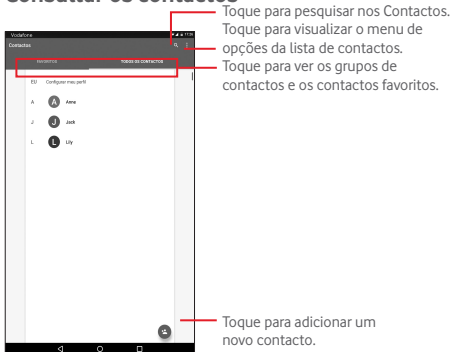 Consultar os contactos
Toque para pesquisar nos Contactos.
Toque para visualizar o menu de
opções da lista de contactos.
Toque para ver os grupos de
contactos e os contactos favoritos.
Vodafone
Contactos
FAVORITOS
TODOS OS CONTACTOS
EU Configurar meu perfil
A A Anne
J J Jack
L L Lily
Toque para adicionar um
novo contacto.